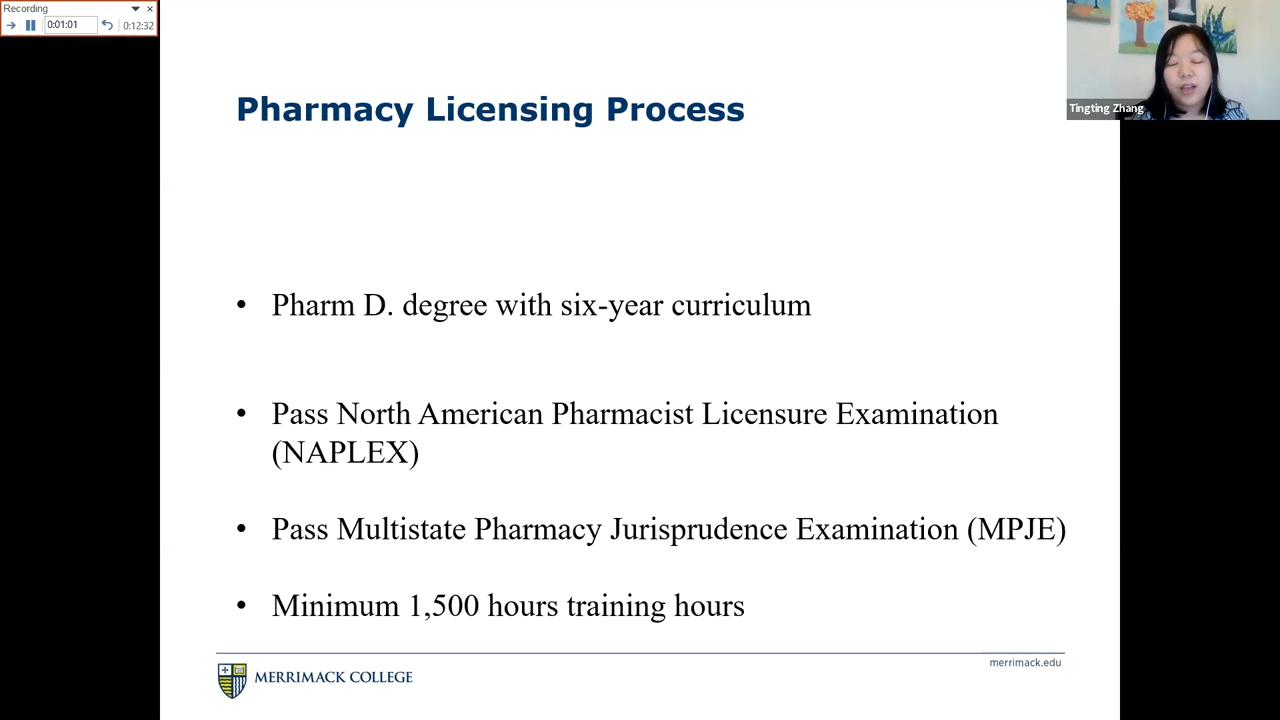 Recording
0:01:01
0:12:32
Tingting Zhang
Pharmacy Licensing Process
• Pharm D. degree with six-year curriculum
• Pass North American Pharmacist Licensure Examination
(NAPLEX)
• Pass Multistate Pharmacy Jurisprudence Examination (MPJE)
• Minimum 1,500 hours training hours
merrimack.edu
MERRIMACK COLLEGE